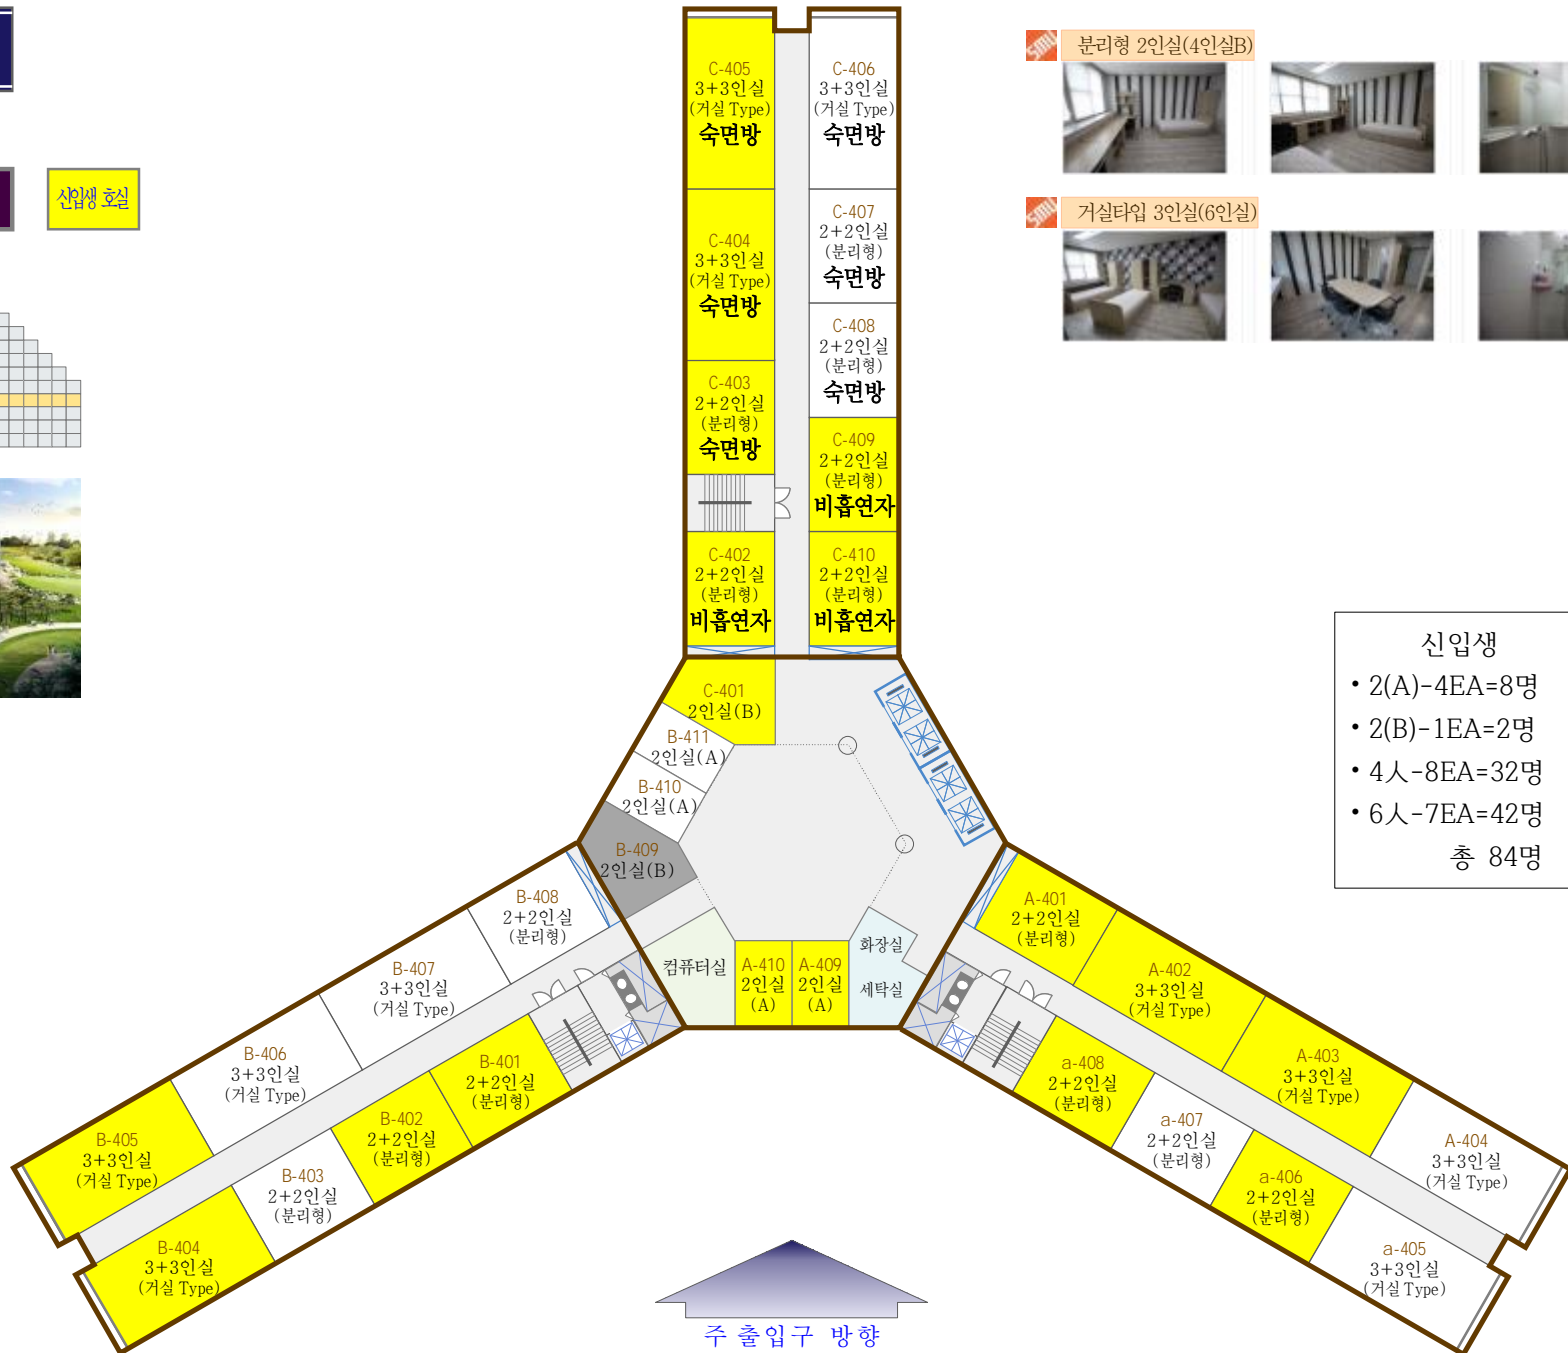 신입생 호실
분리형 2인실(4인실B)
거실타입 3인실(6인실)
C-405
3+3인실
(거실 Type)
숙면방
C-406
3+3인실
(거실 Type)
숙면방
C-404
3+3인실
(거실 Type)
숙면방
C-407
2+2인실
(분리형)
숙면방
C-408
2+2인실
(분리형)
숙면방
C-403
2+2인실
(분리형)
숙면방
C-409
2+2인실
(분리형)
비흡연자
C-402
2+2인실
(분리형)
비흡연자
C-410
2+2인실
(분리형)
비흡연자
신입생
• 2(A)-4EA=8명
• 2(B)-1EA=2명
• 4人-8EA=32명
• 6人-7EA=42명
총 84명
C-401
2인실(B)
B-411
2인실(A)
B-410
2인실(A)
B-409
2인실(B)
B-408
2+2인실
(분리형)
B-407
3+3인실
(거실 Type)
B-406
3+3인실
(거실 Type)
B-405
3+3인실
(거실 Type)
B-401
2+2인실
(분리형)
B-402
2+2인실
(분리형)
B-403
2+2인실
(분리형)
B-404
3+3인실
(거실 Type)
컴퓨터실
A-410
2인실
(A)
A-409
2인실
(A)
화장실
세탁실
A-401
2+2인실
(분리형)
A-402
3+3인실
(거실 Type)
A-403
3+3인실
(거실 Type)
A-404
3+3인실
(거실 Type)
a-408
2+2인실
(분리형)
a-407
2+2인실
(분리형)
a-406
2+2인실
(분리형)
a-405
3+3인실
(거실 Type)
주 출입구 방향